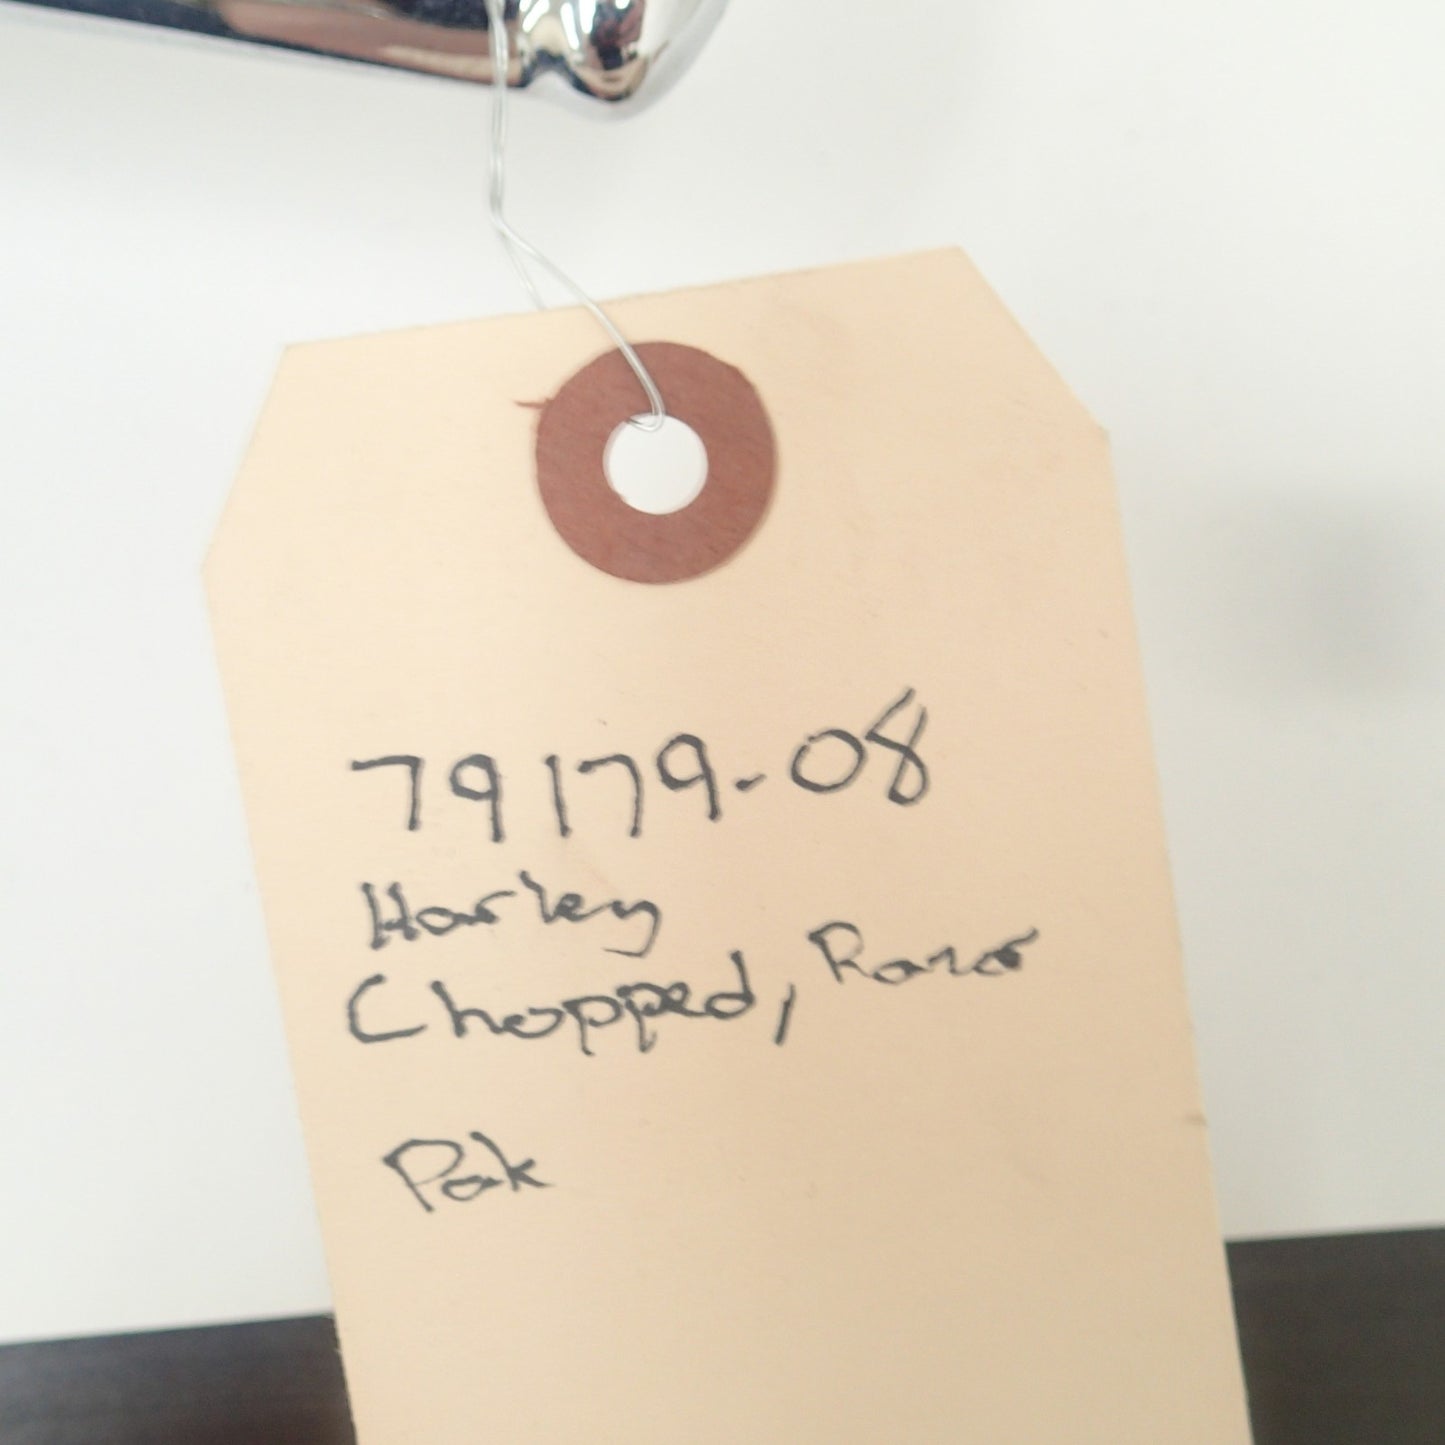 79179-08
Harley
Chopped, Razor
Pak